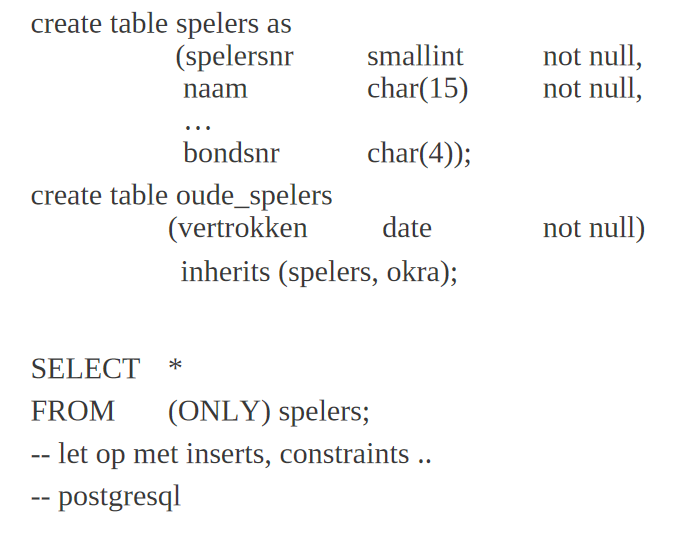 create table spelers as
(spelersnr smallint not null,
naam char(15) not null,
…
bondsnr char(4));
create table oude_spelers
(vertrokken date not null)
inherits (spelers, okra);
SELECT *
FROM (ONLY) spelers;
-- let op met inserts, constraints ..
-- postgresql